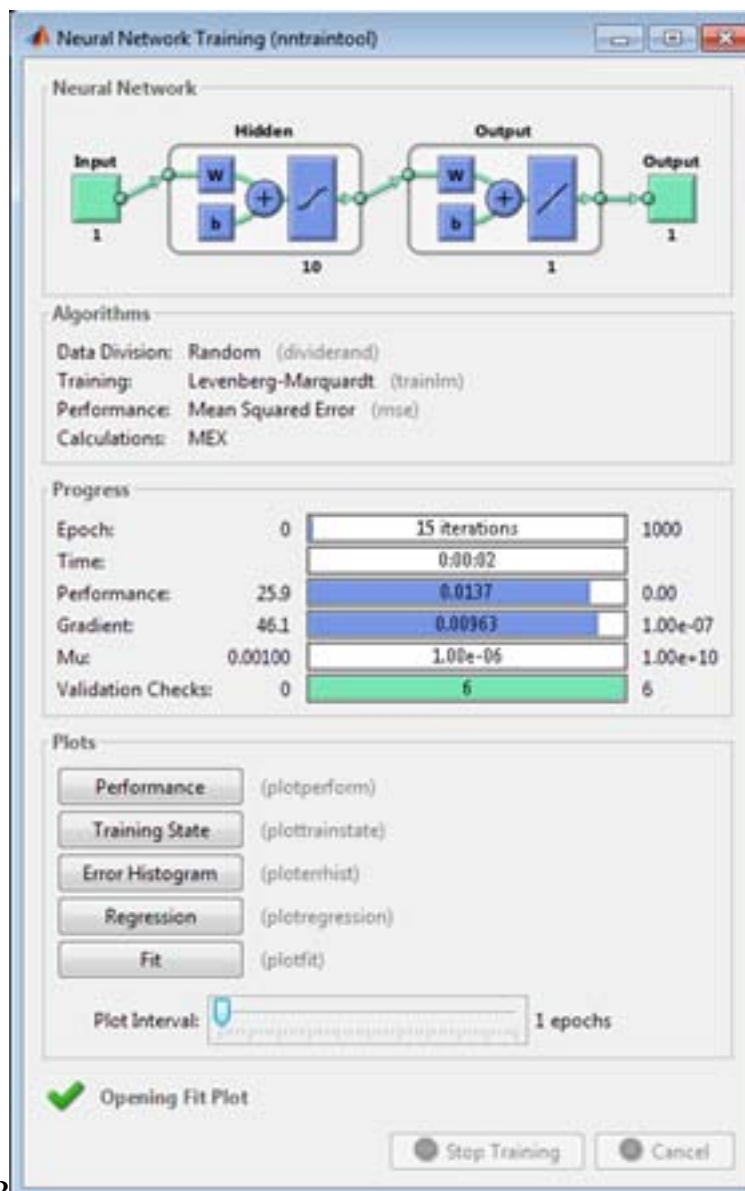 Neural Network Training (nntraintool)
Neural Network
Hidden
Output
Input
Output
W
b
W
b
1
10
1
1
Algorithms
Data Division: Random (dividerand)
Training: Levenberg-Marquardt (trainlm)
Performance: Mean Squared Error (mse)
Calculations: MEX
Progress
Epoch: 0 15 iterations 1000
Time: 0:00:02
Performance: 25.9 0.0137 0.00
Gradient: 46.1 0.00963 1.00e-07
Mu: 0.00100 1.00e-06 1.00e+10
Validation Checks: 0 6 6
Plots
Performance (plotperform)
Training State (plottrainstate)
Error Histogram (ploterrhist)
Regression (plotregression)
Fit (plotfit)
Plot Interval: 1 epochs
Opening Fit Plot
Stop Training Cancel